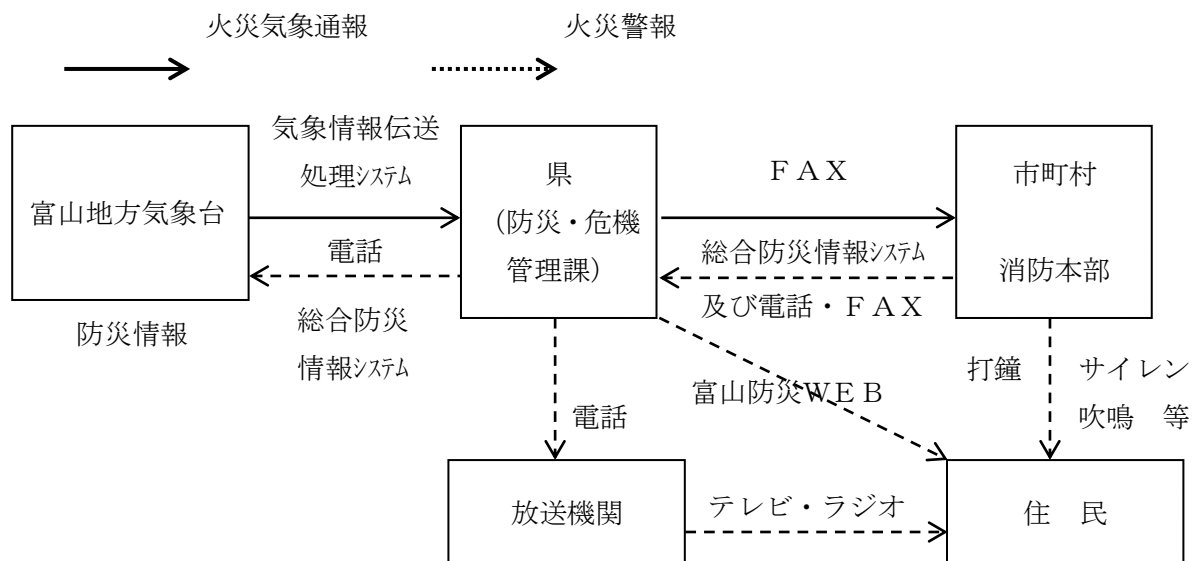 火災気象通報
火災警報
気象情報伝送
処理ｼｽﾃﾑ
富山地方気象台
電話
総合防災
情報ｼｽﾃﾑ
防災情報
県
（防災・危機
管理課）
ＦＡＸ
総合防災情報ｼｽﾃﾑ
及び電話・ＦＡＸ
市町村
消防本部
打鐘
サイレン
吹鳴　等
富山防災ＷＥＢ
電話
放送機関
テレビ・ラジオ
住　民